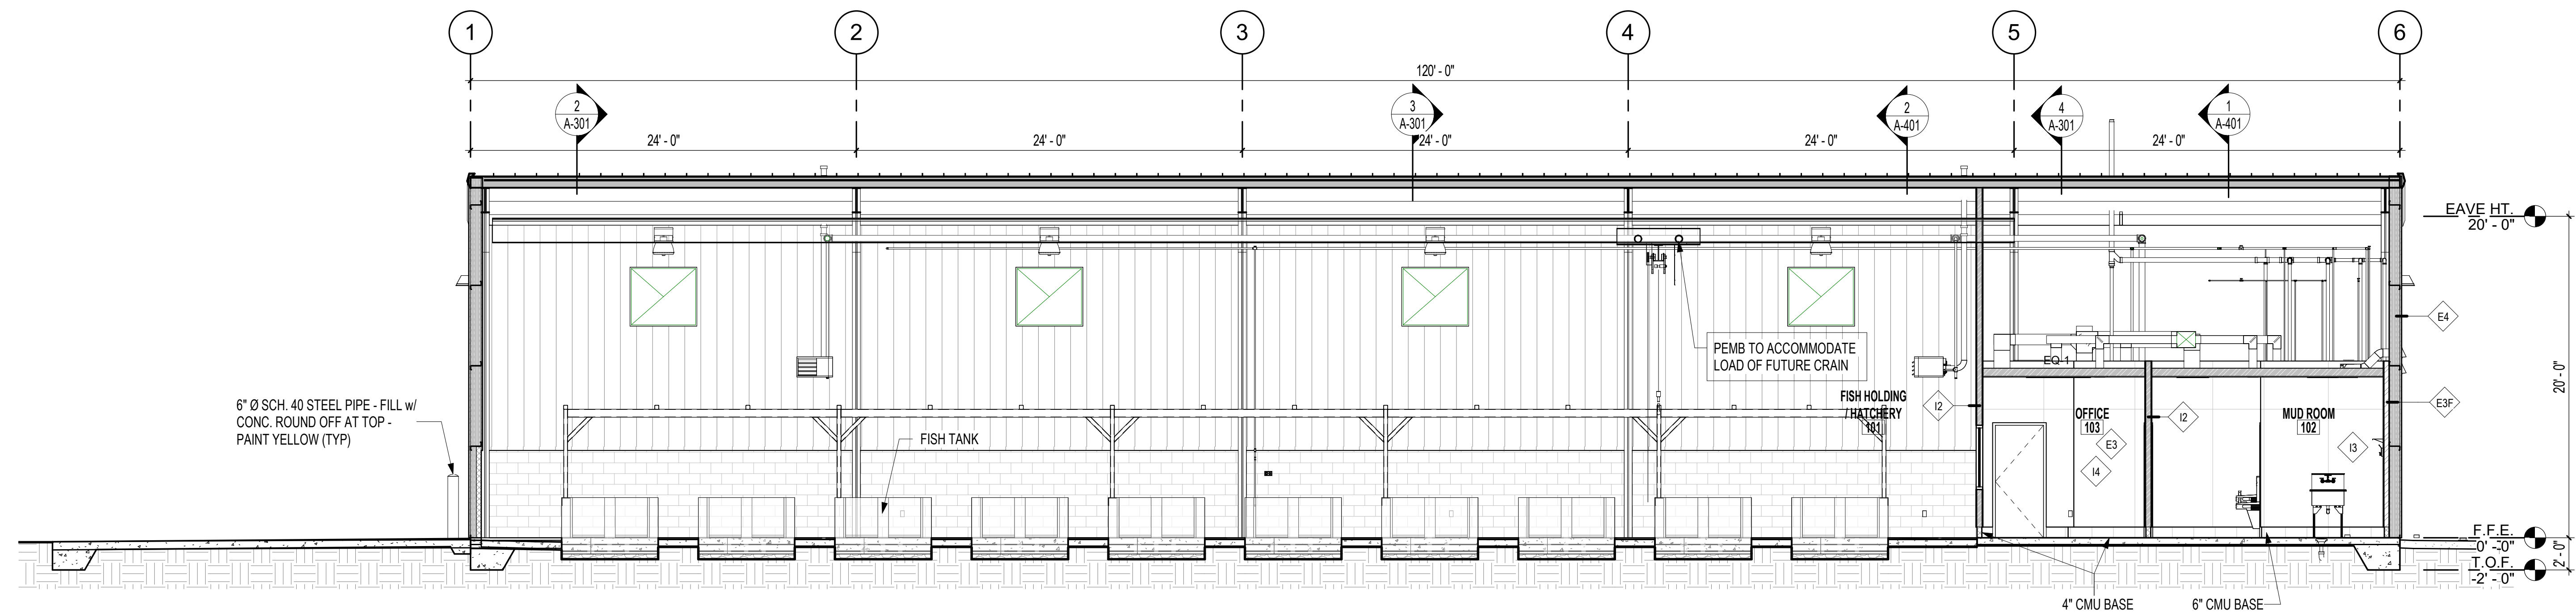 1
2
3
4
5
6
120' - 0"
2
A-301
3
A-301
2
A-401
4
A-301
1
A-401
24' - 0"
24' - 0"
24' - 0"
24' - 0"
24' - 0"
EAVE HT.
20' - 0"
E4
PEMB TO ACCOMMODATE
LOAD OF FUTURE CRAIN
EQ-1
20' - 0"
6" Ø SCH. 40 STEEL PIPE - FILL w/
CONC. ROUND OFF AT TOP -
PAINT YELLOW (TYP)
FISH TANK
FISH HOLDING
/ HATCHERY
101
I2
OFFICE
103
E3
I4
I2
MUD ROOM
102
I3
E3F
F.F.E.
0' -0"
T.O.F.
-2' - 0"
2' - 0"
4" CMU BASE
6" CMU BASE